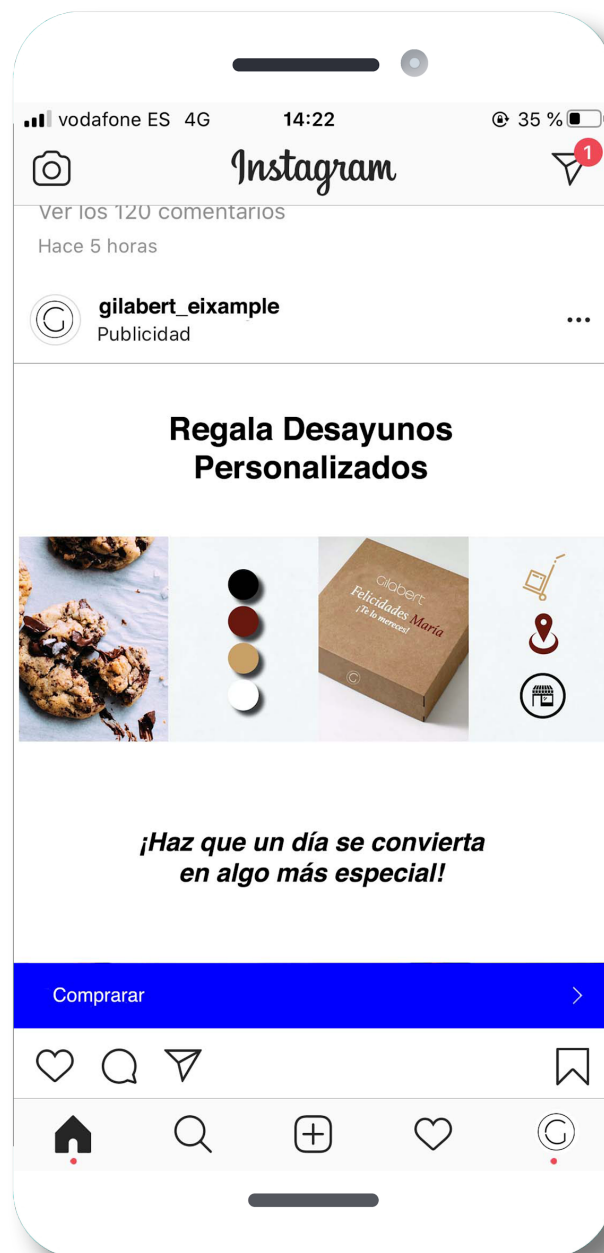 vodafone ES 4G 14:22 35 %
Instagram
1
Ver los 120 comentarios
Hace 5 horas
G
gilabert_eixample
Publicidad
Regala Desayunos
Personalizados
Gilabert
Felicidades María
¡Te lo mereces!
G
¡Haz que un día se convierta
en algo más especial!
Comprarar
G